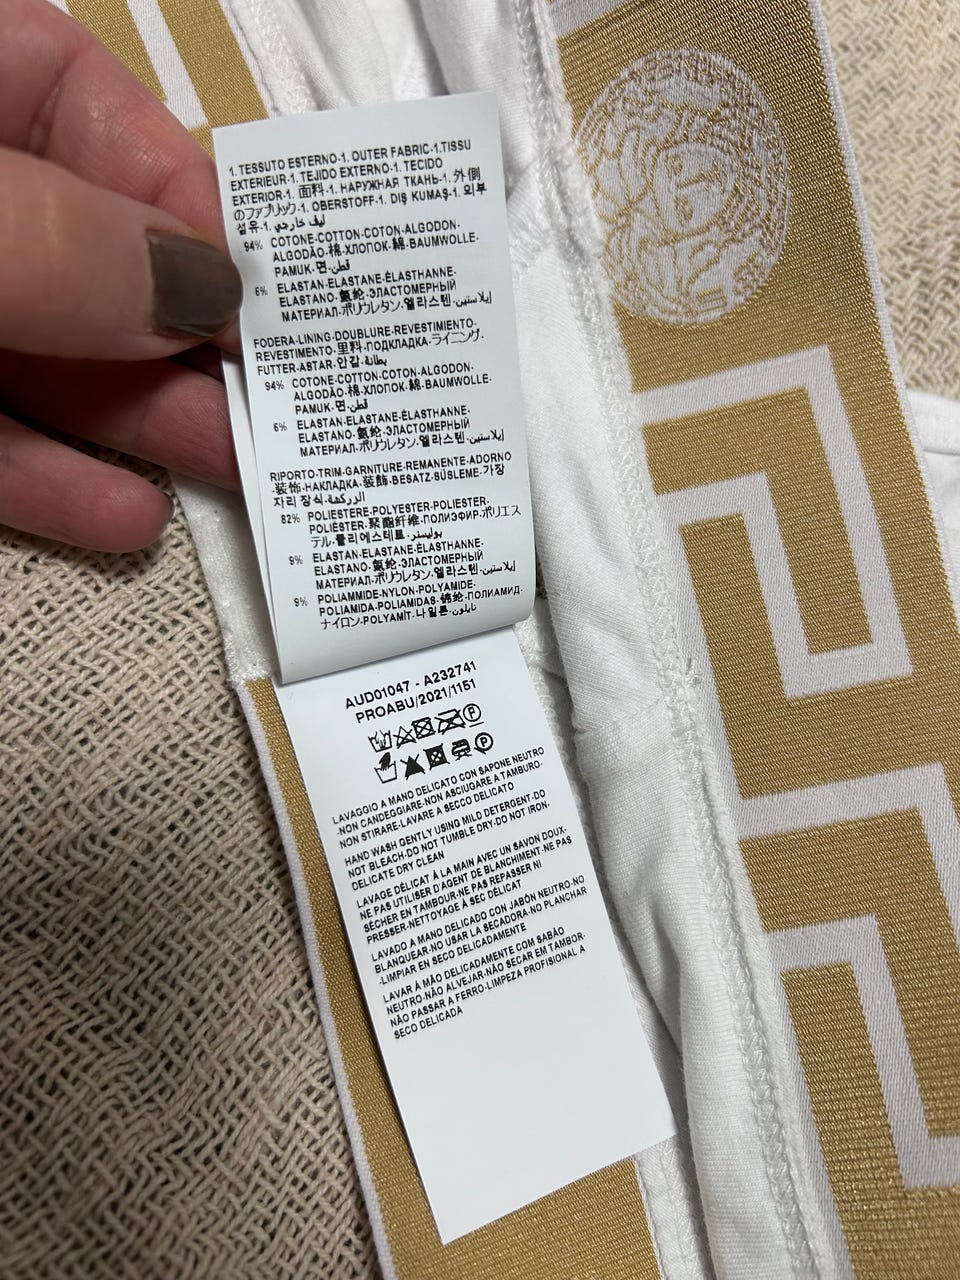 1. TESSUTO ESTERNO-1. OUTER FABRIC-1.TISSU
EXTERIEUR-1. TEJIDO EXTERNO-1. TECIDO
EXTERIOR-1. 面料-1. НАРУЖНАЯ ТКАНЬ-1. 外側
のファブリック-1. OBERSTOFF-1. DIŞ KUMAŞ-1. 외부
섬유-1. ليف خارجي
94% COTONE-COTTON-COTON-ALGODON-
ALGODÃO-棉-ХЛОПОК-綿-BAUMWOLLE-
PAMUK-면-قطن
6% ELASTAN-ELASTANE-ÉLASTHANNE-
ELASTANO-氨纶-ЭЛАСТОМЕРНЫЙ
МАТЕРИАЛ-ポリウレタン-엘라스텐-إيلاستين
FODERA-LINING-DOUBLURE-REVESTIMIENTO-
REVESTIMENTO-里料-ПОДКЛАДКА-ライニング-
FUTTER-ASTAR-안감-بطانة
94% COTONE-COTTON-COTON-ALGODON-
ALGODÃO-棉-ХЛОПОК-綿-BAUMWOLLE-
PAMUK-면-قطن
6% ELASTAN-ELASTANE-ÉLASTHANNE-
ELASTANO-氨纶-ЭЛАСТОМЕРНЫЙ
МАТЕРИАЛ-ポリウレタン-엘라스텐-إيلاستين
RIPORTO-TRIM-GARNITURE-REMANENTE-ADORNO
-装饰-НАКЛАДКА-装飾-BESATZ-SÜSLEME-가장
자리 장식-الزركشة
82% POLIESTERE-POLYESTER-POLIESTER-
POLIÉSTER-聚酯纤维-ПОЛИЭФИР-ポリエス
テル-폴리에스테르-بوليستر
9% ELASTAN-ELASTANE-ÉLASTHANNE-
ELASTANO-氨纶-ЭЛАСТОМЕРНЫЙ
МАТЕРИАЛ-ポリウレタン-엘라스텐-إيلاستين
9% POLIAMMIDE-NYLON-POLYAMIDE-
POLIAMIDA-POLIAMIDAS-锦纶-ПОЛИАМИД-
ナイロン-POLYAMİT-나일론-نايلون
AUD01047 - A232741
PROABU/2021/1151
LAVAGGIO A MANO DELICATO CON SAPONE NEUTRO
-NON CANDEGGIARE-NON ASCIUGARE A TAMBURO-
NON STIRARE-LAVARE A SECCO DELICATO
HAND WASH GENTLY USING MILD DETERGENT-DO
NOT BLEACH-DO NOT TUMBLE DRY-DO NOT IRON-
DELICATE DRY CLEAN
LAVAGE DÉLICAT À LA MAIN AVEC UN SAVON DOUX-
NE PAS UTILISER D'AGENT DE BLANCHIMENT-NE PAS
SÉCHER EN TAMBOUR-NE PAS REPASSER NI
PRESSER-NETTOYAGE À SEC DÉLICAT
LAVADO A MANO DELICADO CON JABÓN NEUTRO-NO
BLANQUEAR-NO USAR LA SECADORA-NO PLANCHAR
-LIMPIAR EN SECO DELICADAMENTE
LAVAR À MÃO DELICADAMENTE COM SABÃO
NEUTRO-NÃO ALVEJAR-NÃO SECAR EM TAMBOR-
NÃO PASSAR A FERRO-LIMPEZA PROFISIONAL A
SECO DELICADA